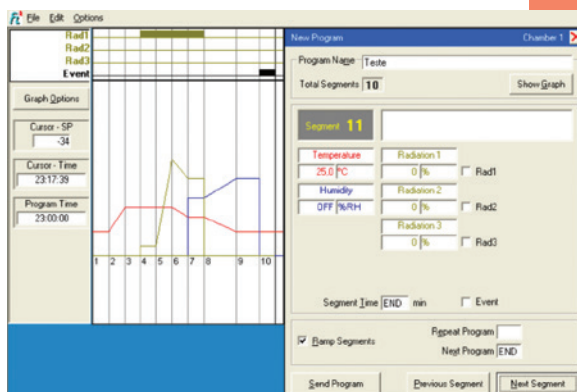 File Edit Options
Rad1
Rad2
Rad3
Event
Graph Options
Cursor - SP
-34
Cursor - Time
23:17:39
Program Time
23:00:00
1 2 3 4 5 6 7 8 9 10
New Program Chamber 1
Program Name Teste
Total Segments 10 Show Graph
Segment 11
Temperature Radiation 1
25,0 °C 0 % Rad1
Humidity Radiation 2
OFF %RH 0 % Rad2
Radiation 3
0 % Rad3
Segment Time END min Event
Ramp Segments
Repeat Program
Next Program END
Send Program Previous Segment Next Segment